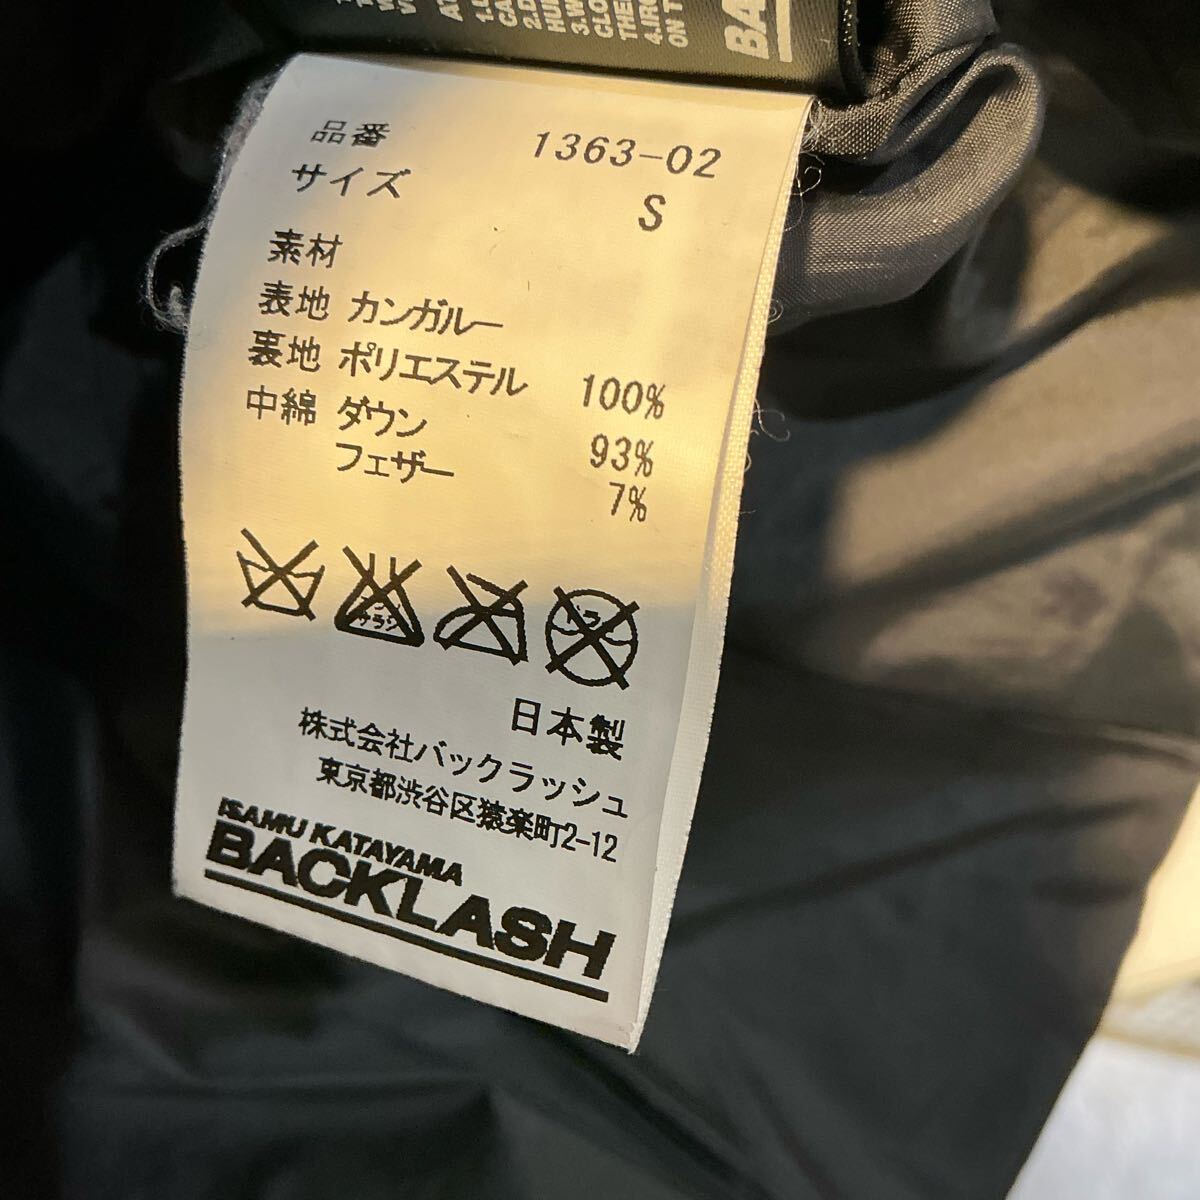 品番 1363-02
サイズ S
素材
表地 カンガルー
裏地 ポリエステル 100%
中綿 ダウン 93%
フェザー 7%
日本製
株式会社バックラッシュ
東京都渋谷区猿楽町2-12
ISAMU KATAYAMA
BACKLASH